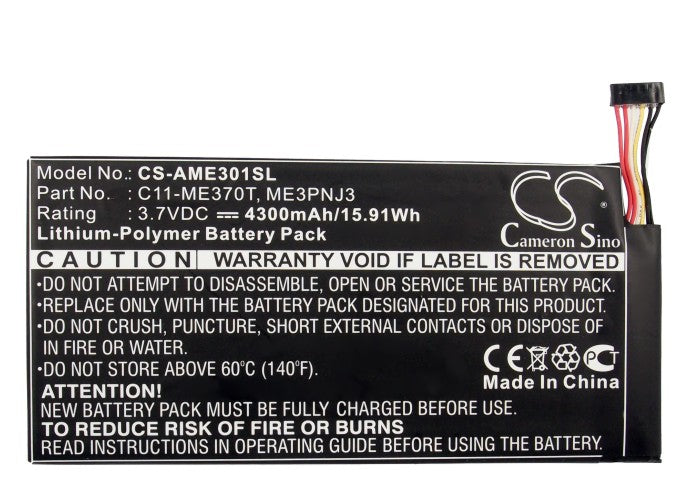 Model No. : CS-AME301SL
Part No. : C11-ME370T, ME3PNJ3
Rating : 3.7VDC 4300mAh/15.91Wh
Lithium-Polymer Battery Pack
CS
Cameron Sino
CAUTION WARRANTY VOID IF LABEL IS REMOVED
•DO NOT ATTEMPT TO DISASSEMBLE, OPEN OR SERVICE THE BATTERY PACK.
•REPLACE ONLY WITH THE BATTERY PACK DESIGNATED FOR THIS PRODUCT.
•DO NOT CRUSH, PUNCTURE, SHORT EXTERNAL CONTACTS OR DISPOSE
IN FIRE OR WATER.
•DO NOT STORE ABOVE 60°C (140°F).
CE FC PCT
Made In China
ATTENTION!
NEW BATTERY PACK MUST BE FULLY CHARGED BEFORE USE.
TO REDUCE RISK OF FIRE OR BURNS
READ INSTRUCTIONS OF OPERATING MANUAL BEFORE USE.